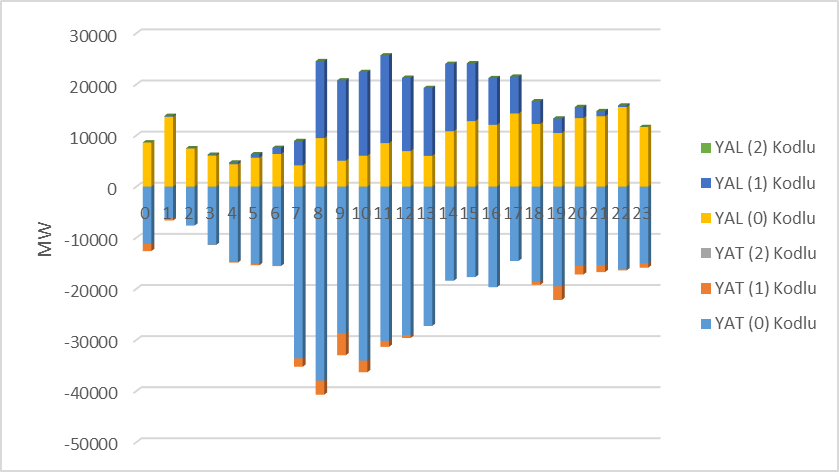 30000
20000
10000
0
-10000
-20000
-30000
-40000
-50000
MW
0 1 2 3 4 5 6 7 8 9 10 11 12 13 14 15 16 17 18 19 20 21 22 23
YAL (2) Kodlu
YAL (1) Kodlu
YAL (0) Kodlu
YAT (2) Kodlu
YAT (1) Kodlu
YAT (0) Kodlu